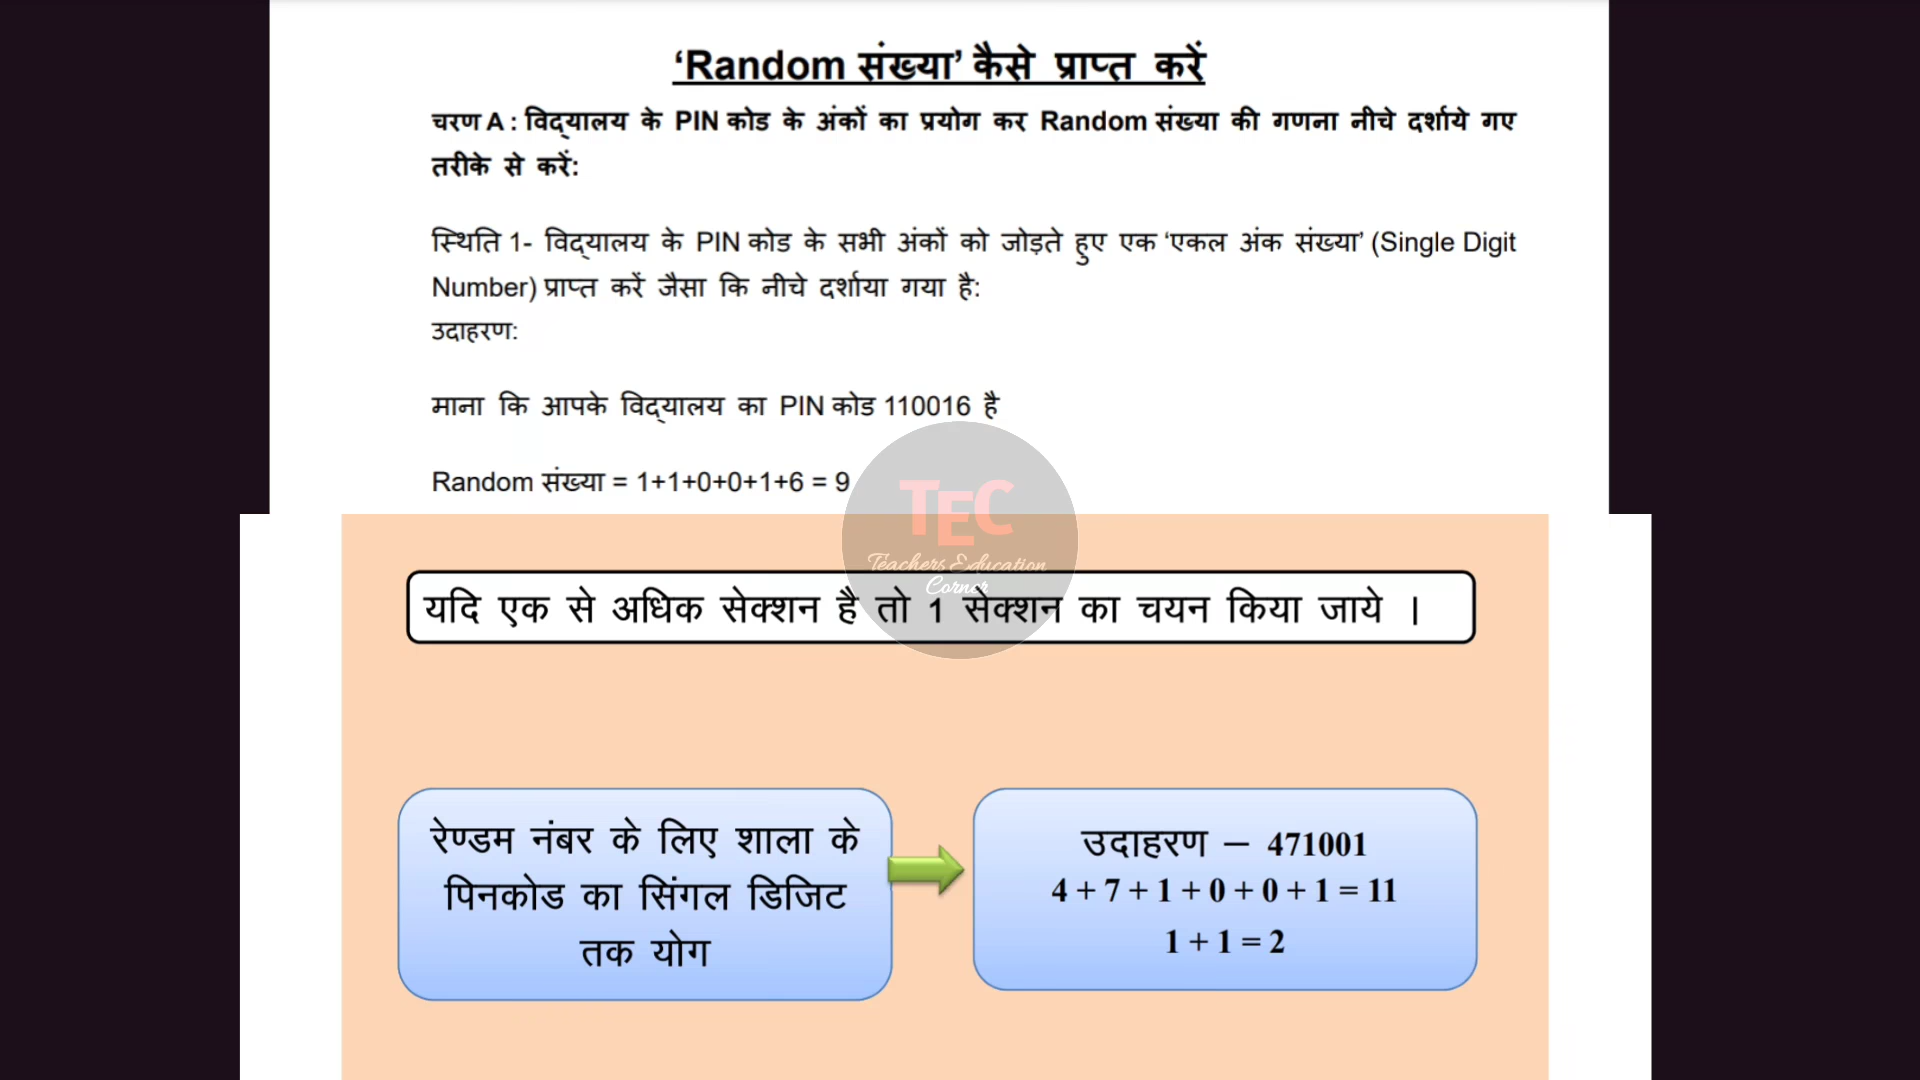 ‘Random संख्या’ कैसे प्राप्त करें
चरण A : विद्यालय के PIN कोड के अंकों का प्रयोग कर Random संख्या की गणना नीचे दर्शाये गए
तरीके से करें:
स्थिति 1- विद्यालय के PIN कोड के सभी अंकों को जोड़ते हुए एक ‘एकल अंक संख्या’ (Single Digit
Number) प्राप्त करें जैसा कि नीचे दर्शाया गया है:
उदाहरण:
माना कि आपके विद्यालय का PIN कोड 110016 है
Random संख्या = 1+1+0+0+1+6 = 9
TEC
Teachers Education
Corner
यदि एक से अधिक सेक्शन है तो 1 सेक्शन का चयन किया जाये ।
रेण्डम नंबर के लिए शाला के
पिनकोड का सिंगल डिजिट
तक योग
उदाहरण – 471001
4 + 7 + 1 + 0 + 0 + 1 = 11
1 + 1 = 2